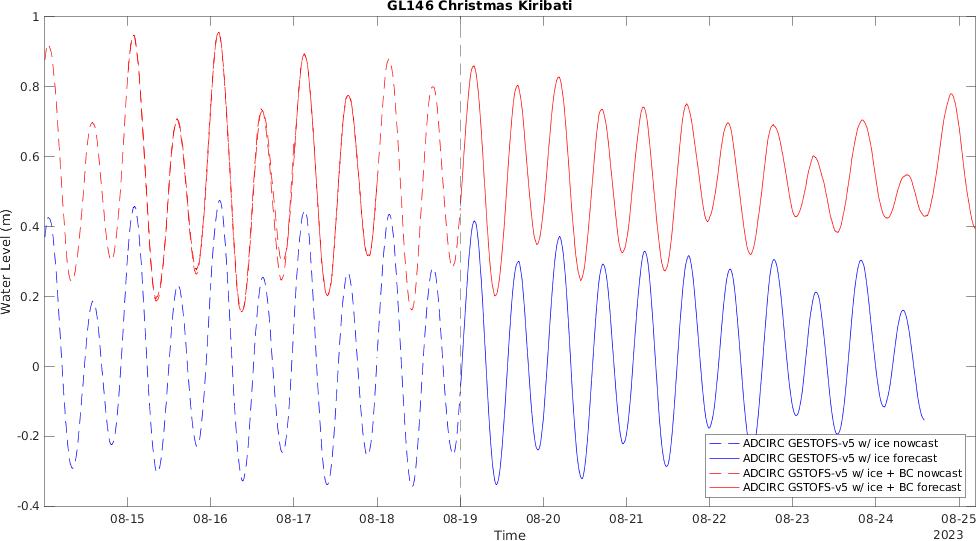 GL146 Christmas Kiribati
1
0.8
0.6
0.4
0.2
0
-0.2
-0.4
Water Level (m)
ADCIRC GESTOFS-v5 w/ ice nowcast
ADCIRC GESTOFS-v5 w/ ice forecast
ADCIRC GSTOFS-v5 w/ ice + BC nowcast
ADCIRC GSTOFS-v5 w/ ice + BC forecast
08-15 08-16 08-17 08-18 08-19 08-20 08-21 08-22 08-23 08-24 08-25
Time
2023